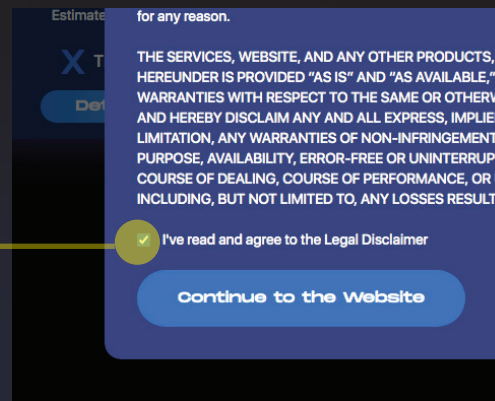 Estimate
for any reason.
X T
THE SERVICES, WEBSITE, AND ANY OTHER PRODUCTS,
HEREUNDER IS PROVIDED “AS IS” AND “AS AVAILABLE,”
Det
WARRANTIES WITH RESPECT TO THE SAME OR OTHERW
AND HEREBY DISCLAIM ANY AND ALL EXPRESS, IMPLIE
LIMITATION, ANY WARRANTIES OF NON-INFRINGEMENT
PURPOSE, AVAILABILITY, ERROR-FREE OR UNINTERRUP
COURSE OF DEALING, COURSE OF PERFORMANCE, OR
INCLUDING, BUT NOT LIMITED TO, ANY LOSSES RESULT
I've read and agree to the Legal Disclaimer
Continue to the Website